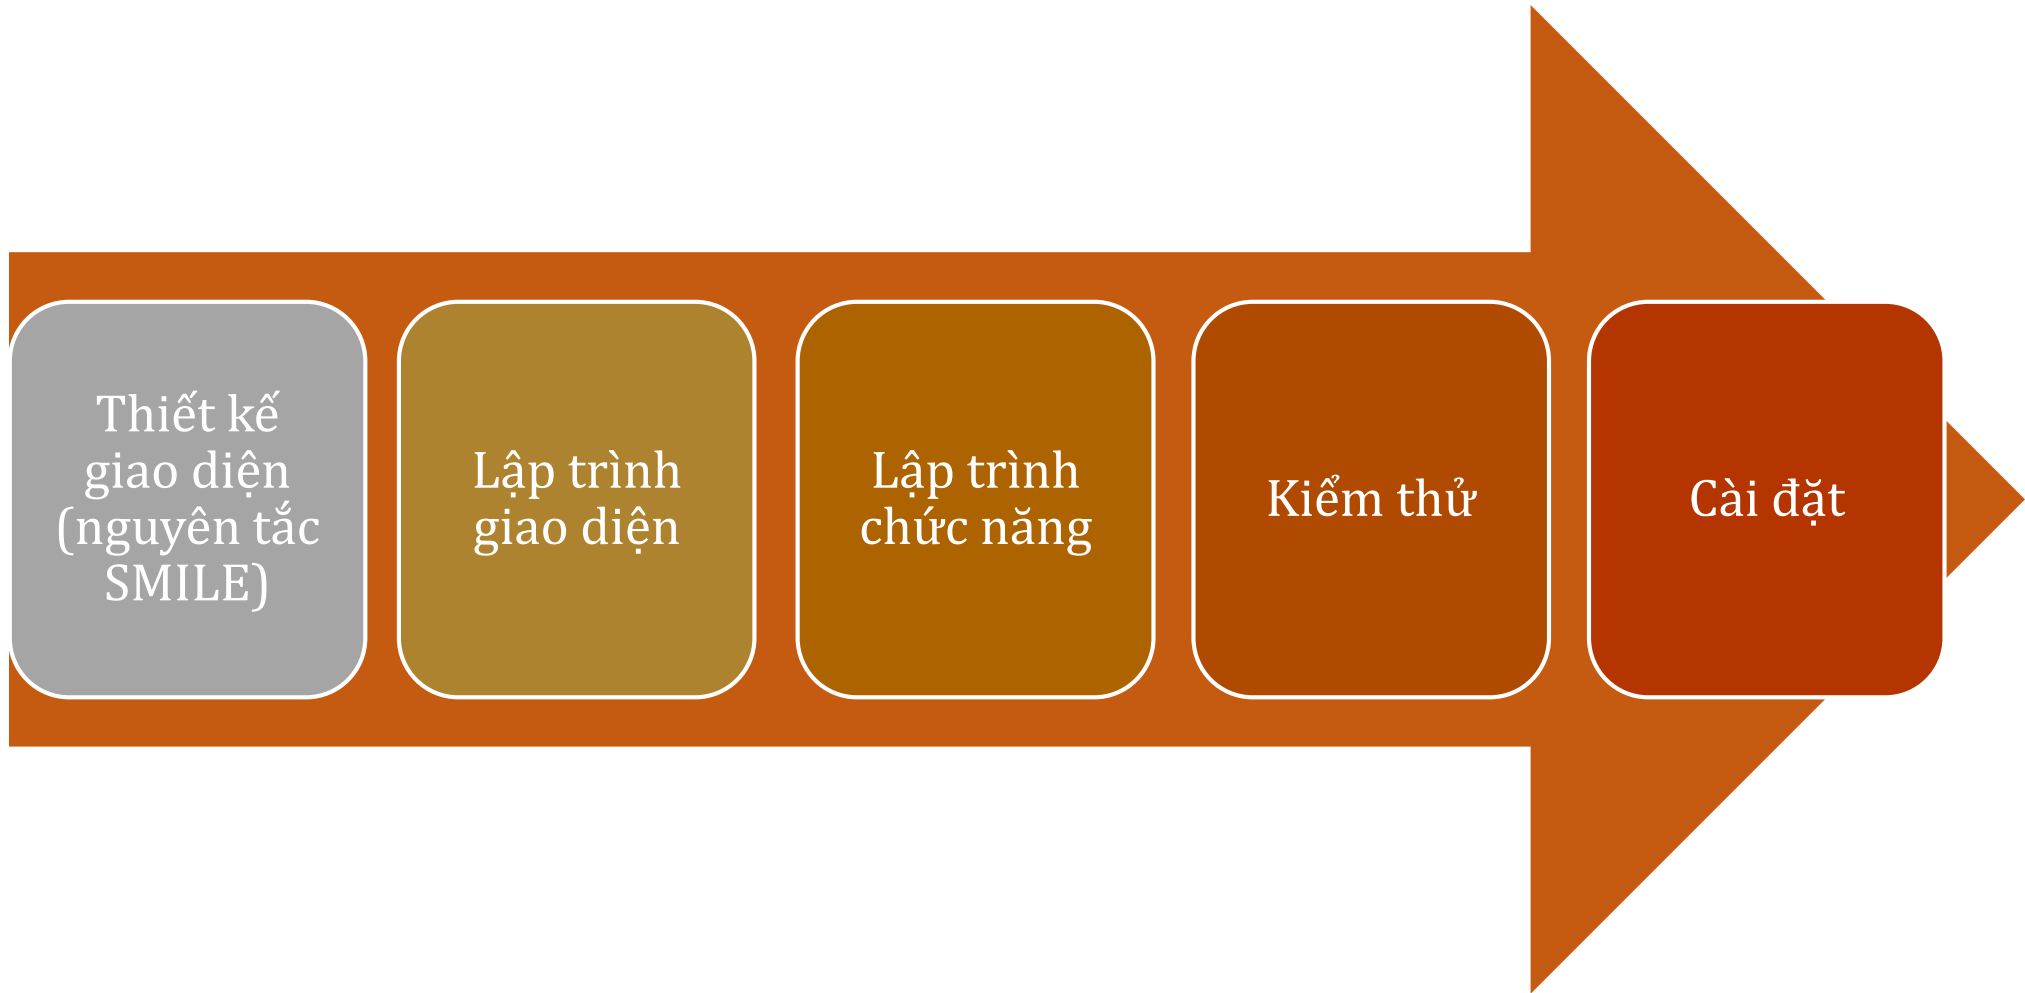 Thiết kế
giao diện
(nguyên tắc
SMILE)
Lập trình
giao diện
Lập trình
chức năng
Kiểm thử
Cài đặt